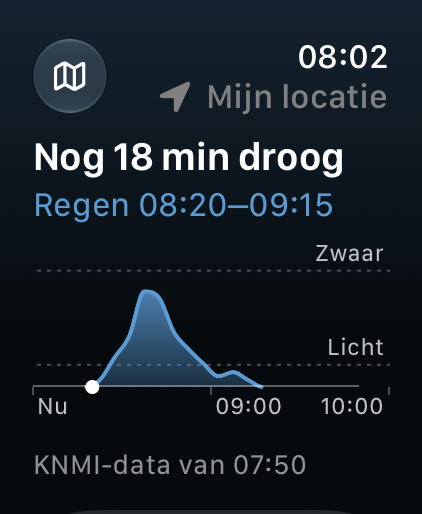 08:02
Mijn locatie
Nog 18 min droog
Regen 08:20–09:15
Zwaar
Licht
Nu 09:00 10:00
KNMI-data van 07:50